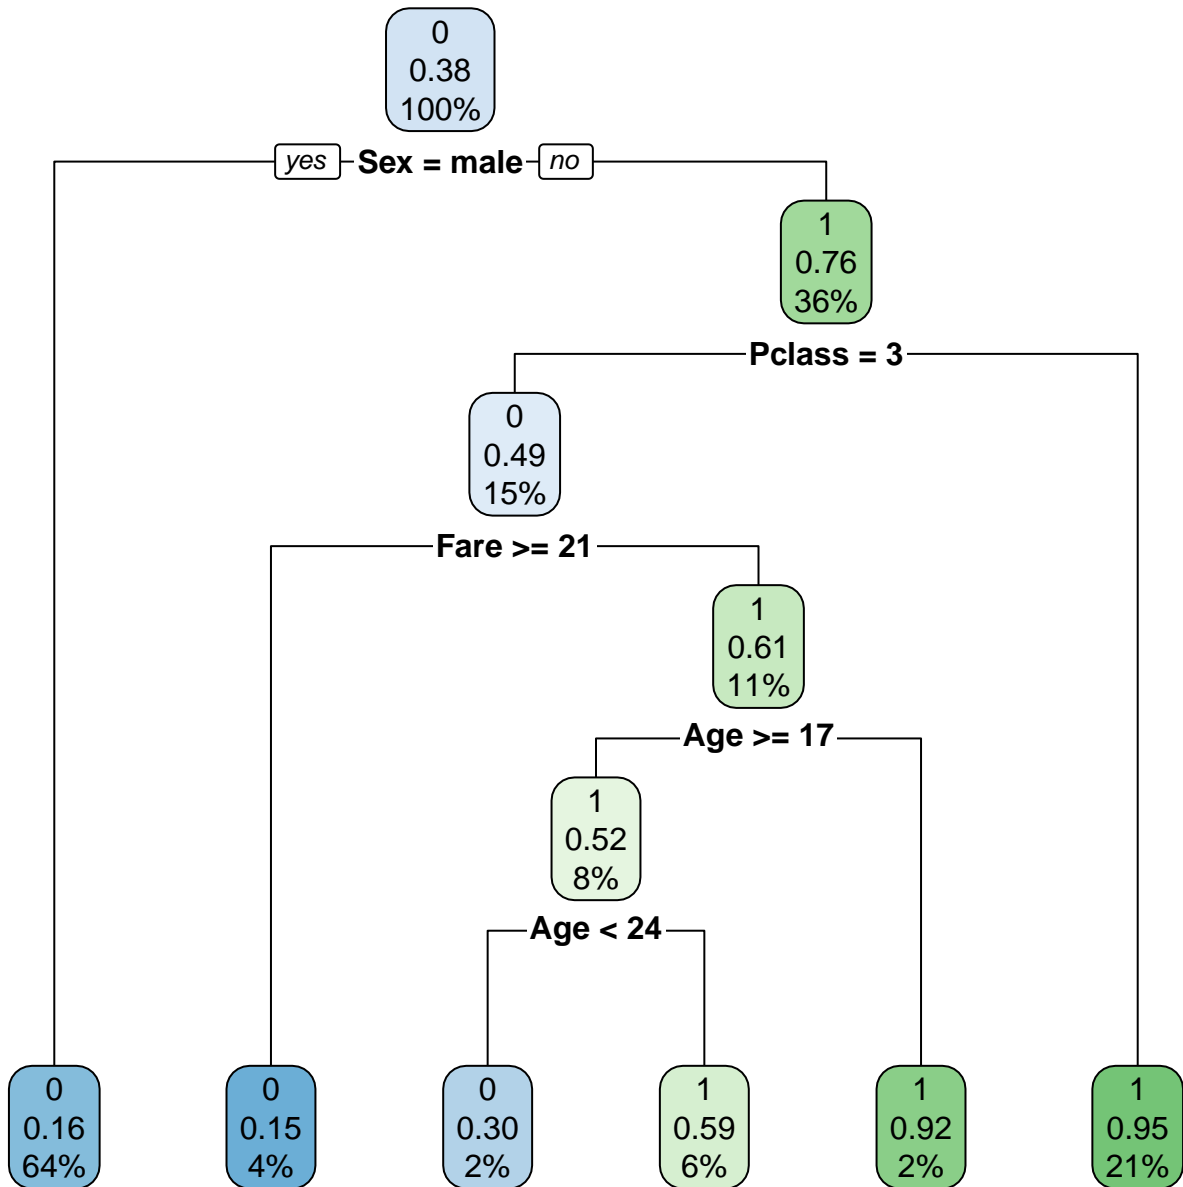 0
0.38
100%
yes Sex = male no
1
0.76
36%
Pclass = 3
0
0.49
15%
Fare >= 21
1
0.61
11%
Age >= 17
1
0.52
8%
Age < 24
0 0 0 1 1 1
0.16 0.15 0.30 0.59 0.92 0.95
64% 4% 2% 6% 2% 21%